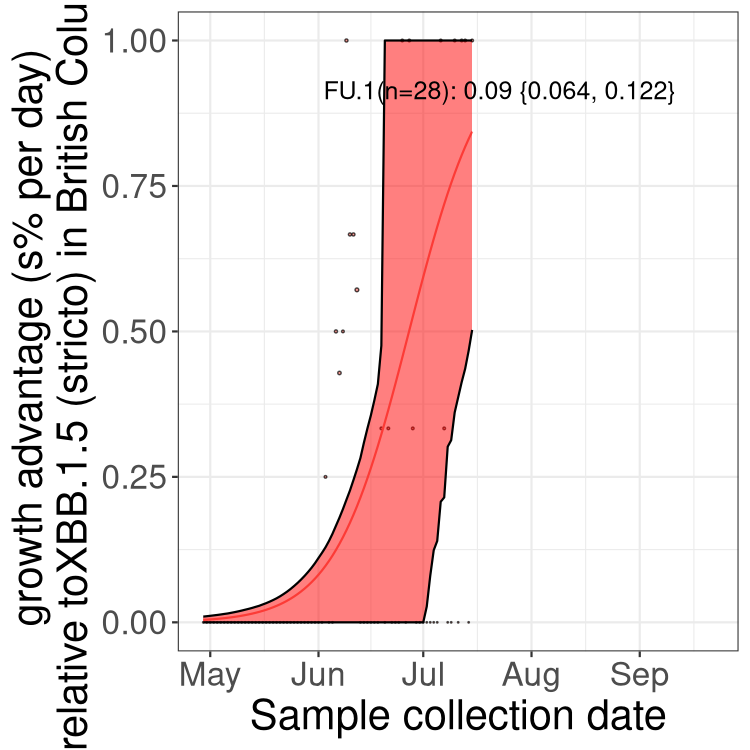 growth advantage (s% per day)
relative toXBB.1.5 (stricto) in British Colu
1.00
0.75
0.50
0.25
0.00
FU.1(n=28): 0.09 {0.064, 0.122}
May Jun Jul Aug Sep
Sample collection date